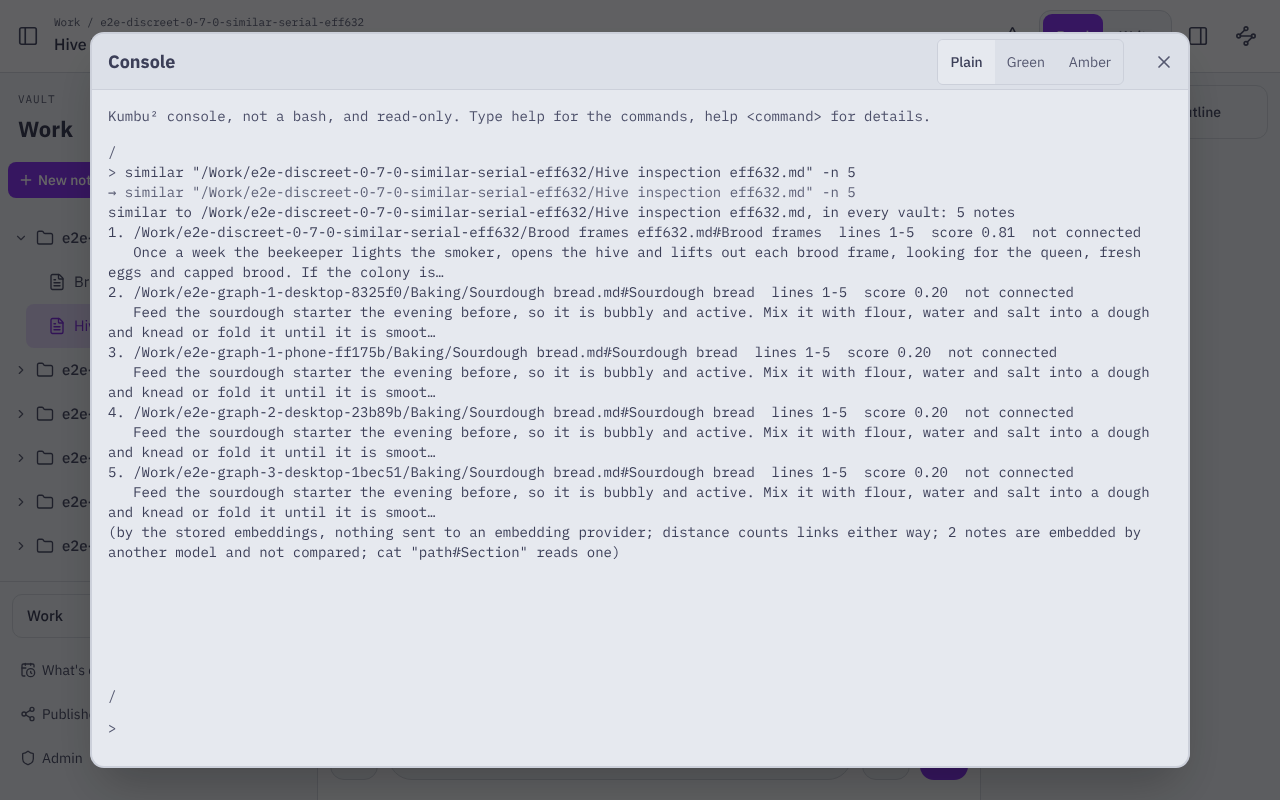 Work / e2e-discreet-0-7-0-similar-serial-eff632
Hive
VAULT
Work
+ New not
e2e-
Br
Hi
e2e-
e2e-
e2e-
e2e-
e2e-
Work
What's
Publish
Admin
tline
Console
Plain
Green
Amber
Kumbu² console, not a bash, and read-only. Type help for the commands, help <command> for details.
/
> similar "/Work/e2e-discreet-0-7-0-similar-serial-eff632/Hive inspection eff632.md" -n 5
→ similar "/Work/e2e-discreet-0-7-0-similar-serial-eff632/Hive inspection eff632.md" -n 5
similar to /Work/e2e-discreet-0-7-0-similar-serial-eff632/Hive inspection eff632.md, in every vault: 5 notes
1. /Work/e2e-discreet-0-7-0-similar-serial-eff632/Brood frames eff632.md#Brood frames  lines 1-5  score 0.81  not connected
Once a week the beekeeper lights the smoker, opens the hive and lifts out each brood frame, looking for the queen, fresh
eggs and capped brood. If the colony is…
2. /Work/e2e-graph-1-desktop-8325f0/Baking/Sourdough bread.md#Sourdough bread  lines 1-5  score 0.20  not connected
Feed the sourdough starter the evening before, so it is bubbly and active. Mix it with flour, water and salt into a dough
and knead or fold it until it is smoot…
3. /Work/e2e-graph-1-phone-ff175b/Baking/Sourdough bread.md#Sourdough bread  lines 1-5  score 0.20  not connected
Feed the sourdough starter the evening before, so it is bubbly and active. Mix it with flour, water and salt into a dough
and knead or fold it until it is smoot…
4. /Work/e2e-graph-2-desktop-23b89b/Baking/Sourdough bread.md#Sourdough bread  lines 1-5  score 0.20  not connected
Feed the sourdough starter the evening before, so it is bubbly and active. Mix it with flour, water and salt into a dough
and knead or fold it until it is smoot…
5. /Work/e2e-graph-3-desktop-1bec51/Baking/Sourdough bread.md#Sourdough bread  lines 1-5  score 0.20  not connected
Feed the sourdough starter the evening before, so it is bubbly and active. Mix it with flour, water and salt into a dough
and knead or fold it until it is smoot…
(by the stored embeddings, nothing sent to an embedding provider; distance counts links either way; 2 notes are embedded by
another model and not compared; cat "path#Section" reads one)
/
>